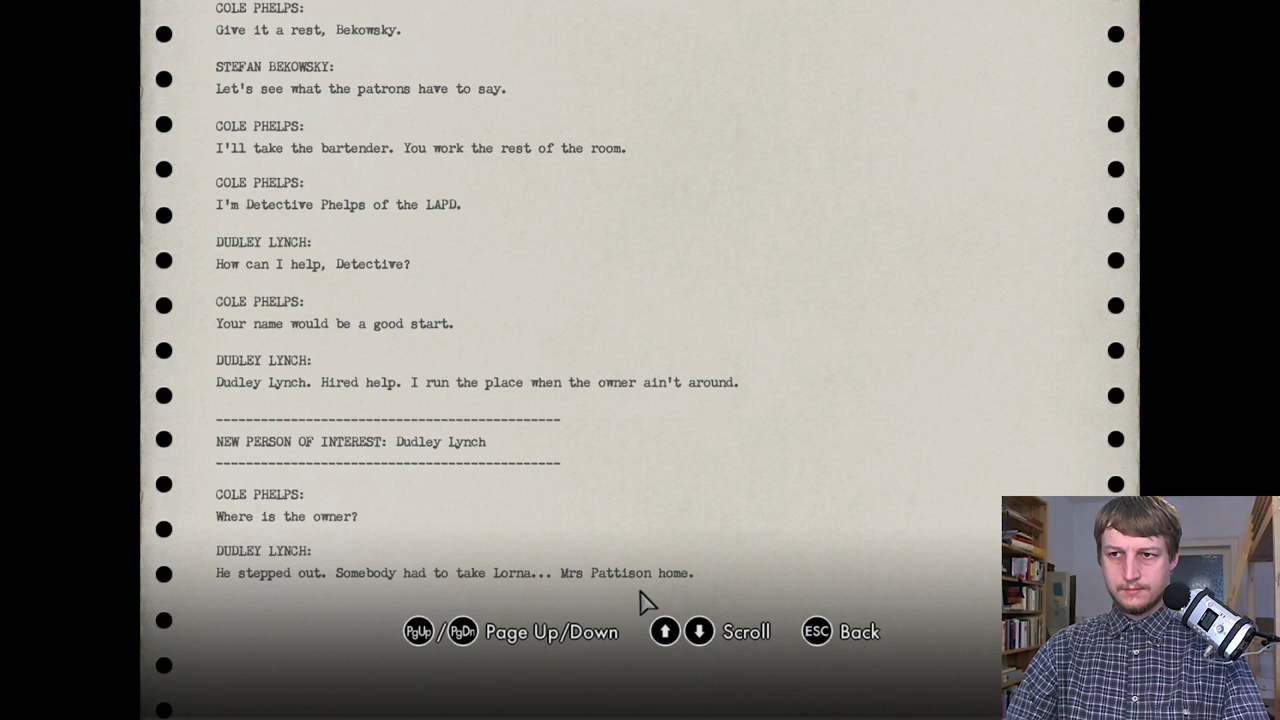 COLE PHELPS:
Give it a rest, Bekowsky.
STEFAN BEKOWSKY:
Let's see what the patrons have to say.
COLE PHELPS:
I'll take the bartender. You work the rest of the room.
COLE PHELPS:
I'm Detective Phelps of the LAPD.
DUDLEY LYNCH:
How can I help, Detective?
COLE PHELPS:
Your name would be a good start.
DUDLEY LYNCH:
Dudley Lynch. Hired help. I run the place when the owner ain't around.
----------------------------------------------
NEW PERSON OF INTEREST: Dudley Lynch
----------------------------------------------
COLE PHELPS:
Where is the owner?
DUDLEY LYNCH:
He stepped out. Somebody had to take Lorna... Mrs Pattison home.
PgUp/PgDn Page Up/Down Scroll ESC Back